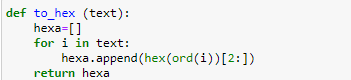 def to_hex (text):
    hexa=[]
    for i in text:
        hexa.append(hex(ord(i))[2:])
    return hexa